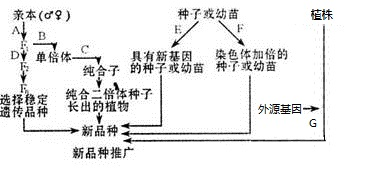 亲本(♂♀)
种子或幼苗
植株
A
B
E
F
F₁
单倍体
C
D
F₂
纯合子
具有新基因
的种子或幼苗
染色体加倍的
种子或幼苗
选择稳定
遗传品种
纯合二倍体种子
长出的植物
外源基因
G
新品种
新品种推广